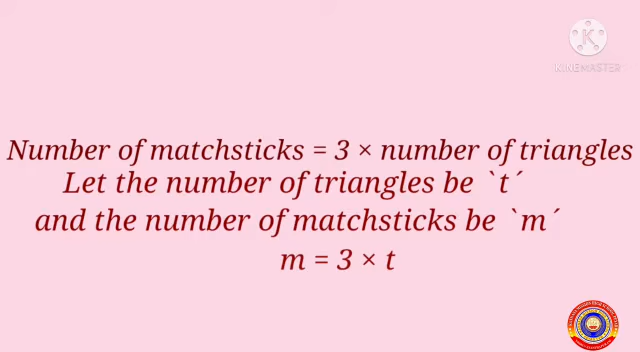 KINEMASTER
Number of matchsticks = 3 × number of triangles
Let the number of triangles be `t´
and the number of matchsticks be `m´
m = 3 × t